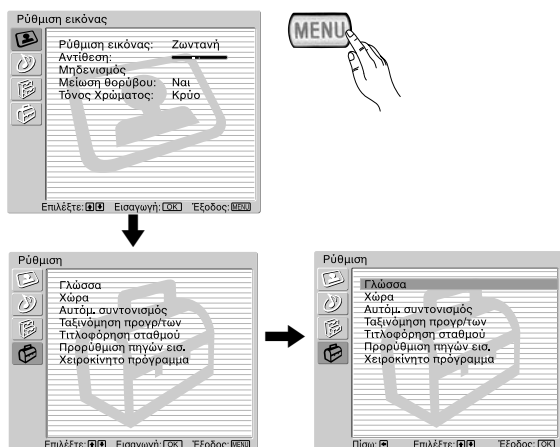 Ρύθμιση εικόνας
Ρύθμιση εικόνας: Ζωντανή
Αντίθεση:
Μηδενισμός
Μείωση θορύβου: Ναι
Τόνος Χρώματος: Κρύο
Επιλέξτε: Εισαγωγή: OK Έξοδος: MENU
MENU
Ρύθμιση
Γλώσσα
Χώρα
Αυτόμ. συντονισμός
Ταξινόμηση προγρ/των
Τιτλοφόρηση σταθμού
Προρύθμιση πηγών εισ.
Χειροκίνητο πρόγραμμα
Επιλέξτε: Εισαγωγή: OK Έξοδος: MENU
Ρύθμιση
Γλώσσα
Χώρα
Αυτόμ. συντονισμός
Ταξινόμηση προγρ/των
Τιτλοφόρηση σταθμού
Προρύθμιση πηγών εισ.
Χειροκίνητο πρόγραμμα
Πίσω: Επιλέξτε: Έξοδος: OK